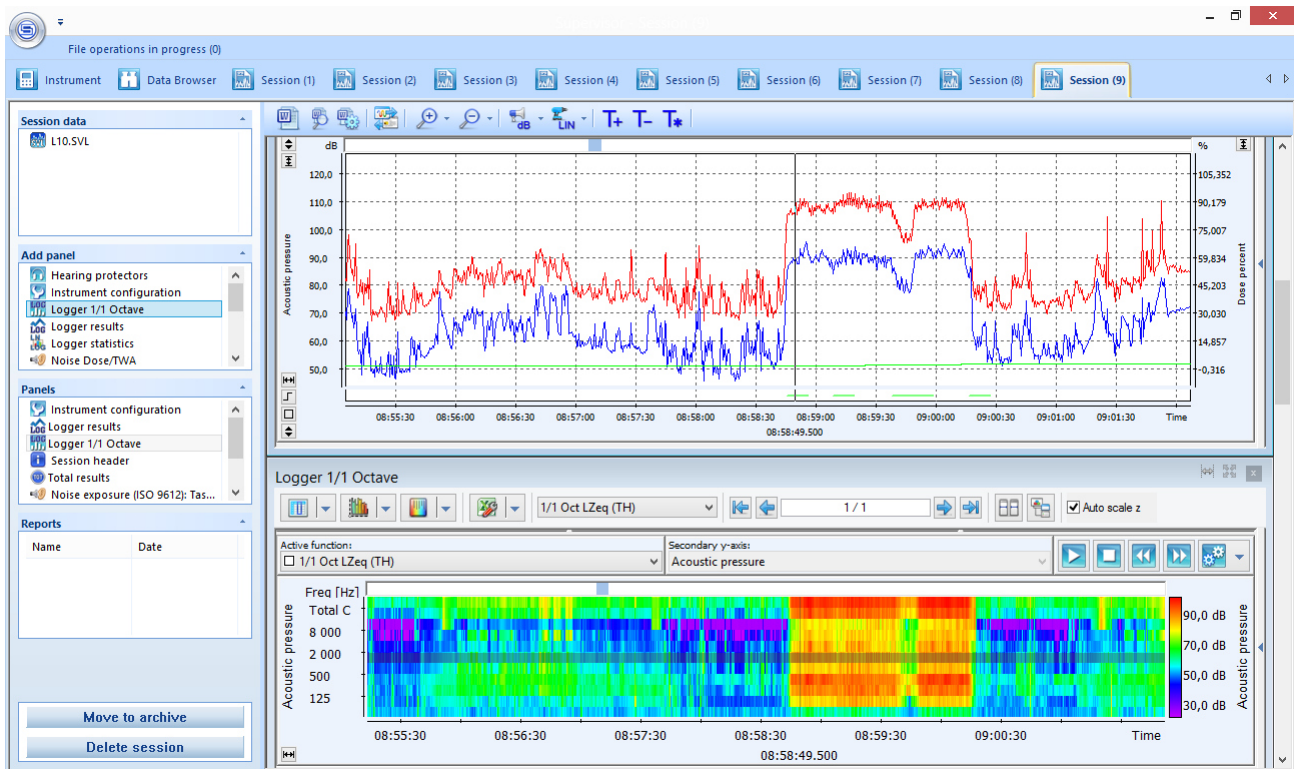 File operations in progress (0)
Instrument
Data Browser
Session (1)
Session (2)
Session (3)
Session (4)
Session (5)
Session (6)
Session (7)
Session (8)
Session (9)
Session data
L10.SVL
Add panel
Hearing protectors
Instrument configuration
Logger 1/1 Octave
Logger results
Logger statistics
Noise Dose/TWA
Panels
Instrument configuration
Logger results
Logger 1/1 Octave
Session header
Total results
Noise exposure (ISO 9612): Tas...
Reports
Name Date
Move to archive
Delete session
dB LIN T+ T− T*
dB
120,0
110,0
100,0
90,0
80,0
70,0
60,0
50,0
Acoustic pressure
%
105,352
90,179
75,007
59,834
45,203
30,030
14,857
-0,316
Dose percent
08:55:30 08:56:00 08:56:30 08:57:00 08:57:30 08:58:00 08:58:30 08:59:00 08:59:30 09:00:00 09:00:30 09:01:00 09:01:30 Time
08:58:49.500
Logger 1/1 Octave
1/1 Oct LZeq (TH)
1 / 1
Auto scale z
Active function:
1/1 Oct LZeq (TH)
Secondary y-axis:
Acoustic pressure
Freq [Hz]
Total C
8 000
2 000
500
125
Acoustic pressure
90,0 dB
70,0 dB
50,0 dB
30,0 dB
Acoustic pressure
08:55:30 08:56:30 08:57:30 08:58:30 08:59:30 09:00:30 Time
08:58:49.500